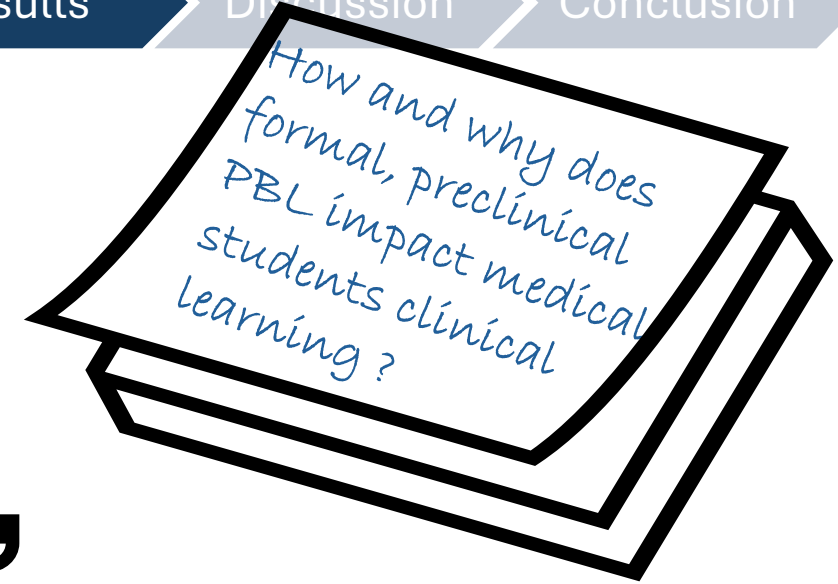 sults Discussion Conclusion
How and why does
formal, preclinical
PBL impact medical
students clinical
learning ?